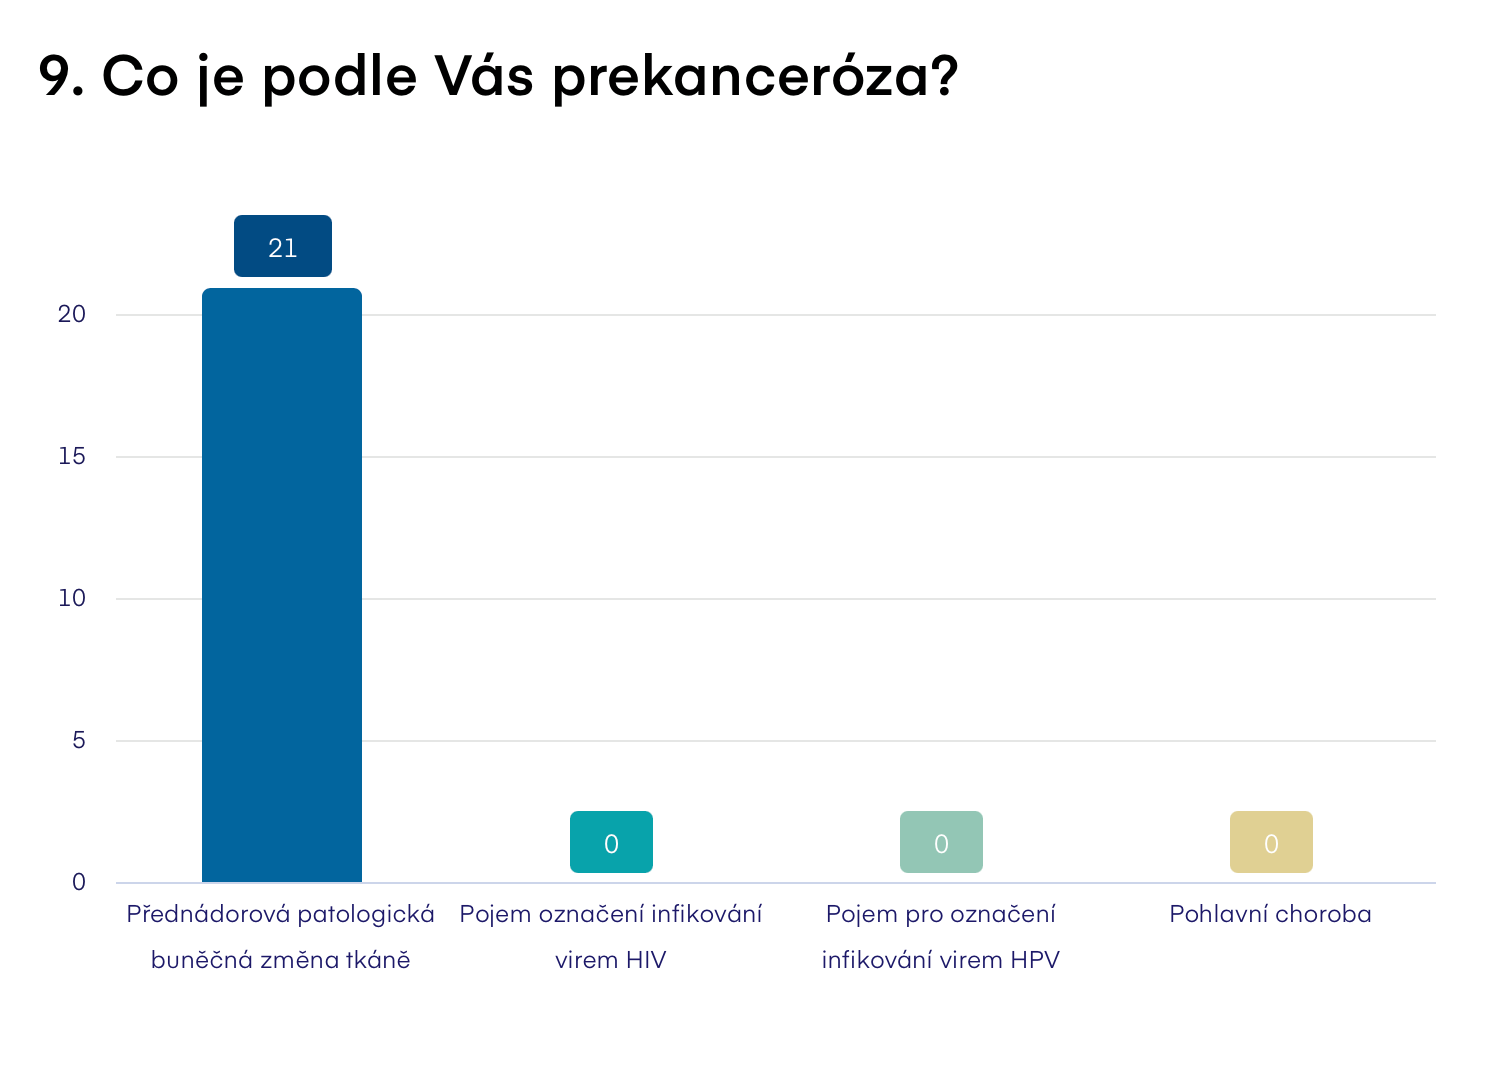 9. Co je podle Vás prekanceróza?
21
20
15
10
5
0
0
0
0
Přednádorová patologická
buněčná změna tkáně
Pojem označení infikování
virem HIV
Pojem pro označení
infikování virem HPV
Pohlavní choroba